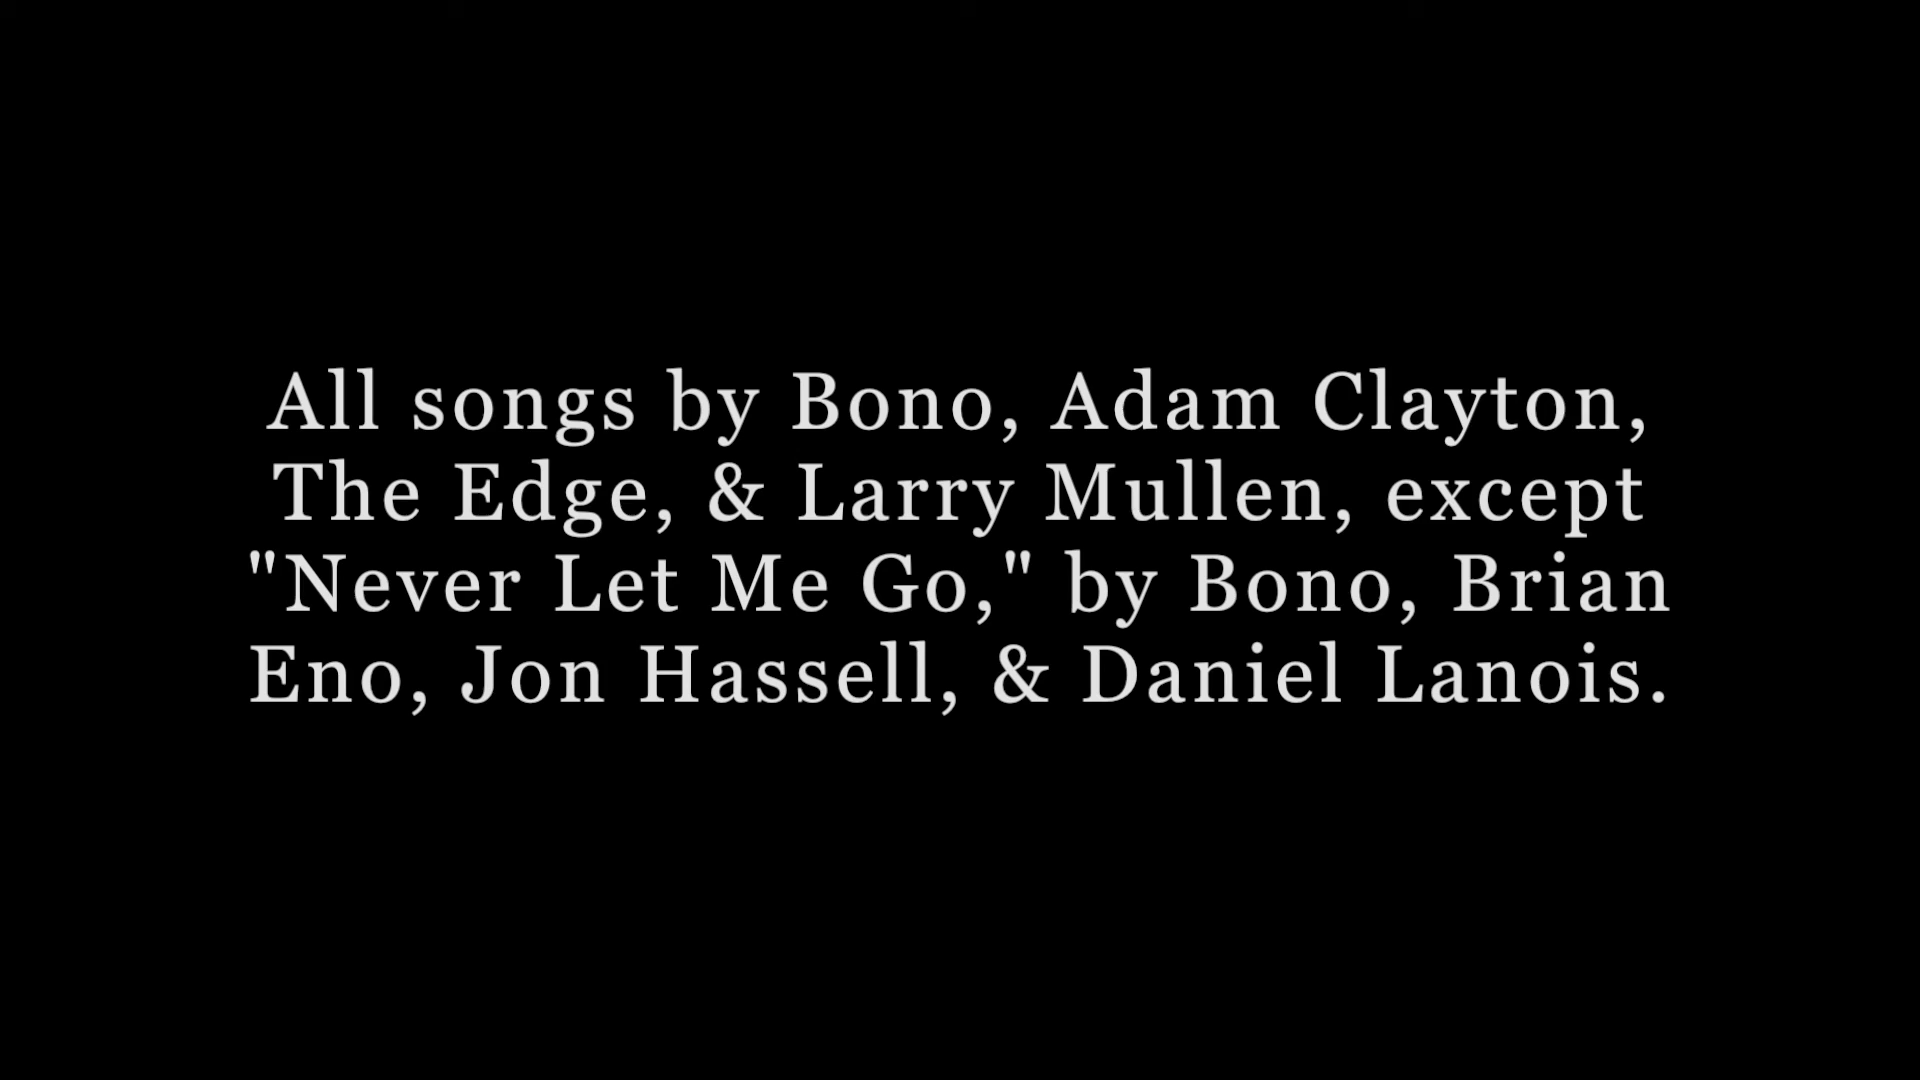 All songs by Bono, Adam Clayton,
The Edge, & Larry Mullen, except
"Never Let Me Go," by Bono, Brian
Eno, Jon Hassell, & Daniel Lanois.